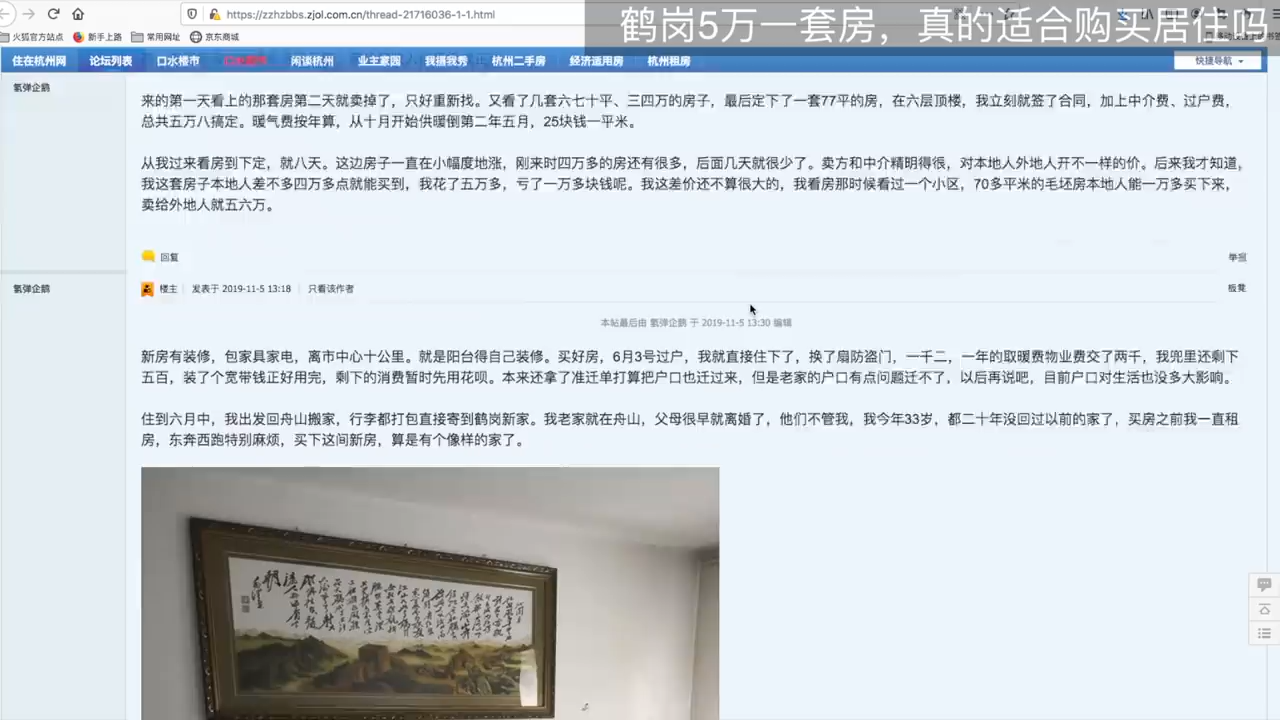 https://zzhzbbs.zjol.com.cn/thread-21716036-1-1.html
鹤岗5万一套房，真的适合购买居住吗
火狐官方站点 新手上路 常用网址 京东商城
住在杭州网 论坛列表 口水楼市 闲谈杭州 业主家园 我搔我秀 杭州二手房 经济适用房 杭州租房 快捷导航
氢弹企鹅
来的第一天看上的那套房第二天就卖掉了，只好重新找。又看了几套六七十平、三四万的房子，最后定下了一套77平的房，在六层顶楼，我立刻就签了合同，加上中介费、过户费，
总共五万八搞定。暖气费按年算，从十月开始供暖倒第二年五月，25块钱一平米。
从我过来看房到下定，就八天。这边房子一直在小幅度地涨，刚来时四万多的房还有很多，后面几天就很少了。卖方和中介精明得很，对本地人外地人开不一样的价。后来我才知道，
我这套房子本地人差不多四万多点就能买到，我花了五万多，亏了一万多块钱呢。我这差价还不算很大的，我看房那时候看过一个小区，70多平米的毛坯房本地人能一万多买下来，
卖给外地人就五六万。
回复 举报
氢弹企鹅 楼主 发表于 2019-11-5 13:18 只看该作者 板凳
本帖最后由 氢弹企鹅 于 2019-11-5 13:30 编辑
新房有装修，包家具家电，离市中心十公里。就是阳台得自己装修。买好房，6月3号过户，我就直接住下了，换了扇防盗门，一千二，一年的取暖费物业费交了两千，我兜里还剩下
五百，装了个宽带钱正好用完，剩下的消费暂时先用花呗。本来还拿了准迁单打算把户口也迁过来，但是老家的户口有点问题迁不了，以后再说吧，目前户口对生活也没多大影响。
住到六月中，我出发回舟山搬家，行李都打包直接寄到鹤岗新家。我老家就在舟山，父母很早就离婚了，他们不管我，我今年33岁，都二十年没回过以前的家了，买房之前我一直租
房，东奔西跑特别麻烦，买下这间新房，算是有个像样的家了。